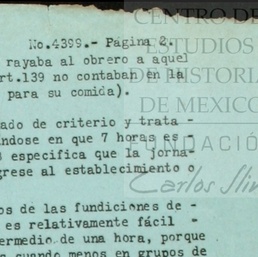 No.4399.- Página 2.
rayaba al obrero a aquel
rt.139 no contaban en la
para su comida).
ado de criterio y trata -
ándose en que 7 horas es -
especifica que la jorna-
grese al establecimiento o
os de las fundiciones de -
es relativamente fácil -
ermedio de una hora, porque
s cuando menos en grupos de
CENTRO DE
ESTUDIOS
DE HISTORIA
DE MEXICO
FUNDACIÓN
Carlos Slim